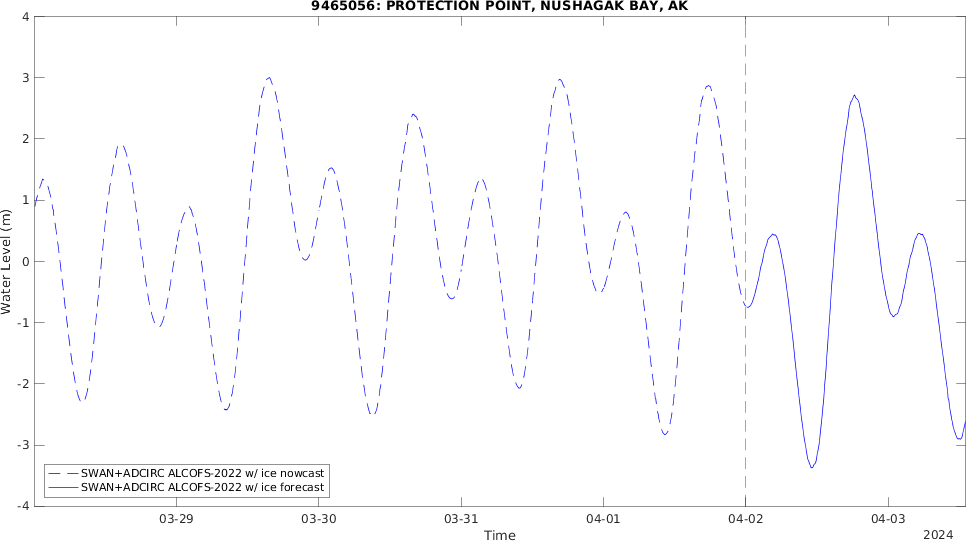 9465056: PROTECTION POINT, NUSHAGAK BAY, AK
Water Level (m)
4
3
2
1
0
-1
-2
-3
-4
SWAN+ADCIRC ALCOFS-2022 w/ ice nowcast
SWAN+ADCIRC ALCOFS-2022 w/ ice forecast
03-29 03-30 03-31 04-01 04-02 04-03
Time
2024